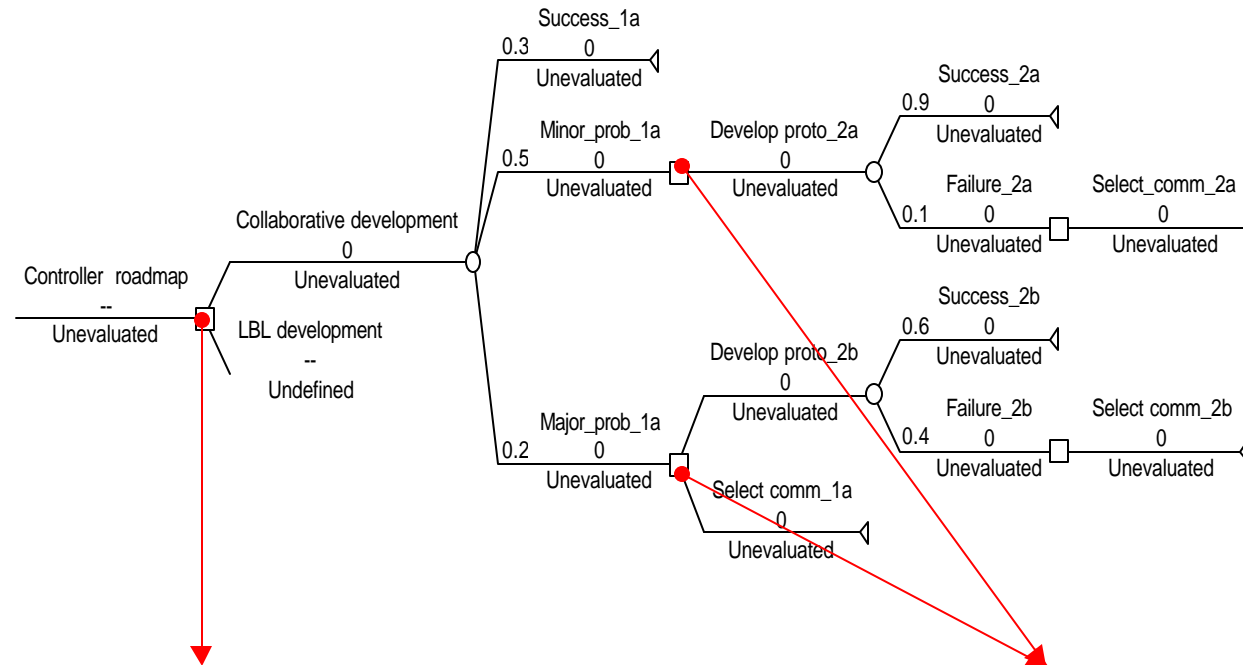 Success_1a
0.3
0
Unevaluated
Success_2a
0.9
0
Unevaluated
Minor_prob_1a
0.5
0
Unevaluated
Develop proto_2a
0
Unevaluated
Failure_2a
0.1
0
Unevaluated
Select_comm_2a
0
Unevaluated
Collaborative development
0
Unevaluated
Controller roadmap
--
Unevaluated
LBL development
--
Undefined
Success_2b
0.6
0
Unevaluated
Develop proto_2b
0
Unevaluated
Major_prob_1a
0.2
0
Unevaluated
Failure_2b
0.4
0
Unevaluated
Select comm_2b
0
Unevaluated
Select comm_1a
0
Unevaluated